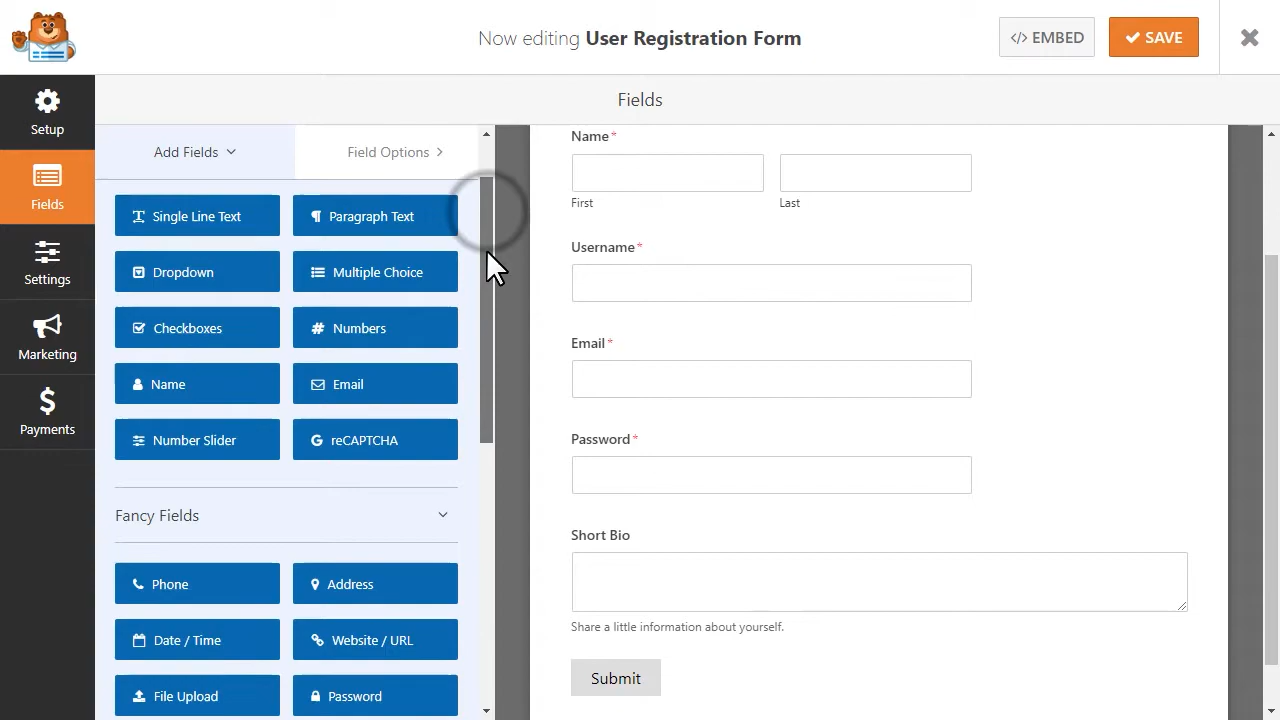 Now editing User Registration Form
</> EMBED
SAVE
Setup
Fields
Settings
Marketing
Payments
Fields
Add Fields
Field Options
Single Line Text
Paragraph Text
Dropdown
Multiple Choice
Checkboxes
Numbers
Name
Email
Number Slider
reCAPTCHA
Fancy Fields
Phone
Address
Date / Time
Website / URL
File Upload
Password
Name*
First
Last
Username*
Email*
Password*
Short Bio
Share a little information about yourself.
Submit